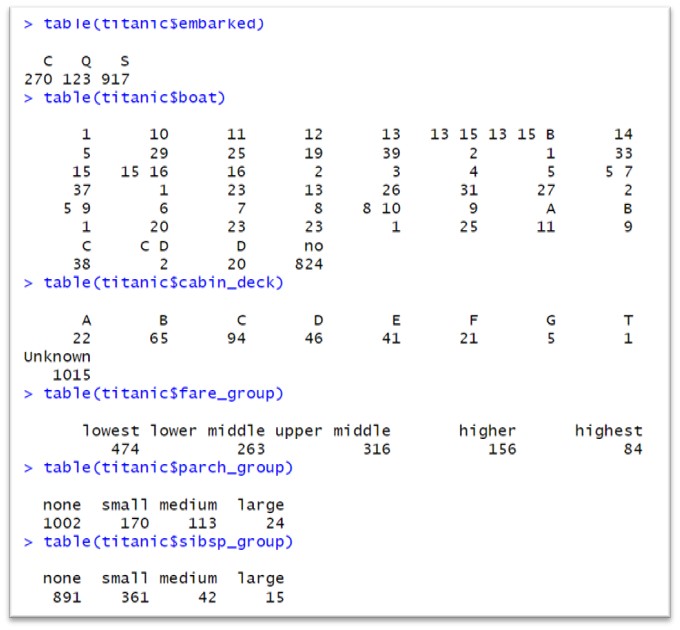 > table(titanic$embarked)
C Q S
270 123 917
> table(titanic$boat)
1 10 11 12 13 13 15 13 15 B 14
5 29 25 19 39 2 1 33
15 15 16 16 2 3 4 5 5 7
37 1 23 13 26 31 27 2
5 9 6 7 8 8 10 9 A B
1 20 23 23 1 25 11 9
C C D D no
38 2 20 824
> table(titanic$cabin_deck)
A B C D E F G T
22 65 94 46 41 21 5 1
Unknown
1015
> table(titanic$fare_group)
lowest lower middle upper middle higher highest
474 263 316 156 84
> table(titanic$parch_group)
none small medium large
1002 170 113 24
> table(titanic$sibsp_group)
none small medium large
891 361 42 15